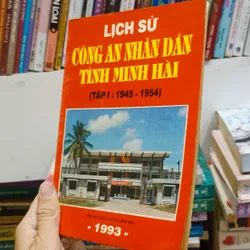 LỊCH SỬ
CÔNG AN NHÂN DÂN
TỈNH MINH HẢI
(TẬP I : 1945 - 1954)
- 1993 -